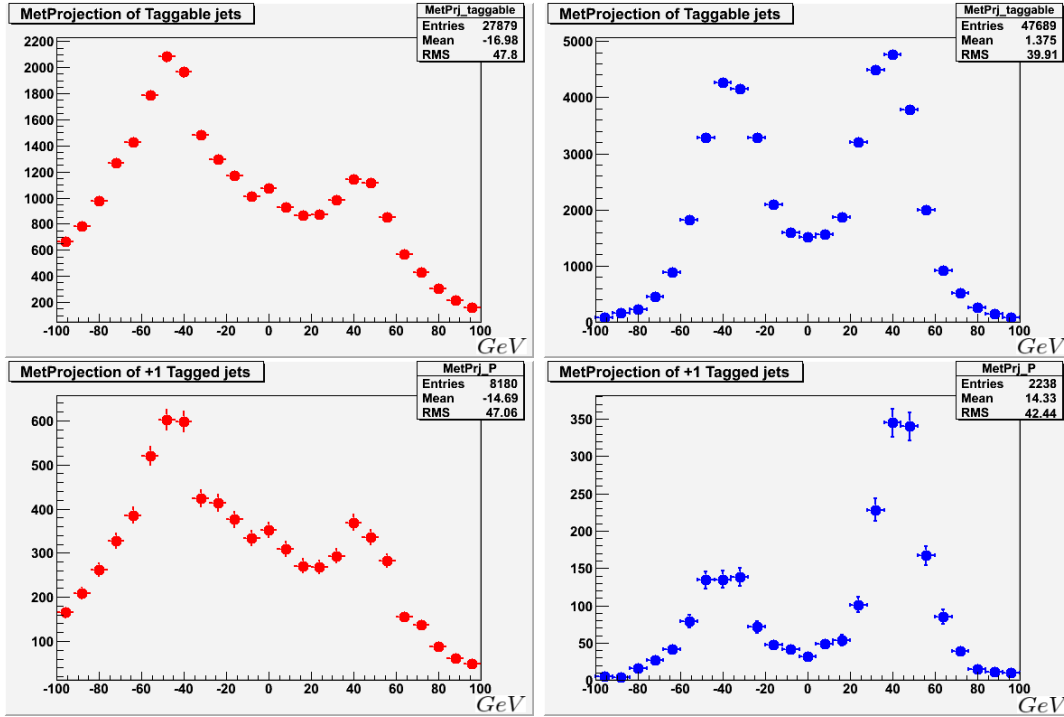 MetProjection of Taggable jets
MetPrj_taggable
Entries 27879
Mean -16.98
RMS 47.8
2200
2000
1800
1600
1400
1200
1000
800
600
400
200
-100 -80 -60 -40 -20 0 20 40 60 80 100
GeV
MetProjection of Taggable jets
MetPrj_taggable
Entries 47689
Mean 1.375
RMS 39.91
5000
4000
3000
2000
1000
0
-100 -80 -60 -40 -20 0 20 40 60 80 100
GeV
MetProjection of +1 Tagged jets
MetPrj_P
Entries 8180
Mean -14.69
RMS 47.06
600
500
400
300
200
100
-100 -80 -60 -40 -20 0 20 40 60 80 100
GeV
MetProjection of +1 Tagged jets
MetPrj_P
Entries 2238
Mean 14.33
RMS 42.44
350
300
250
200
150
100
50
0
-100 -80 -60 -40 -20 0 20 40 60 80 100
GeV